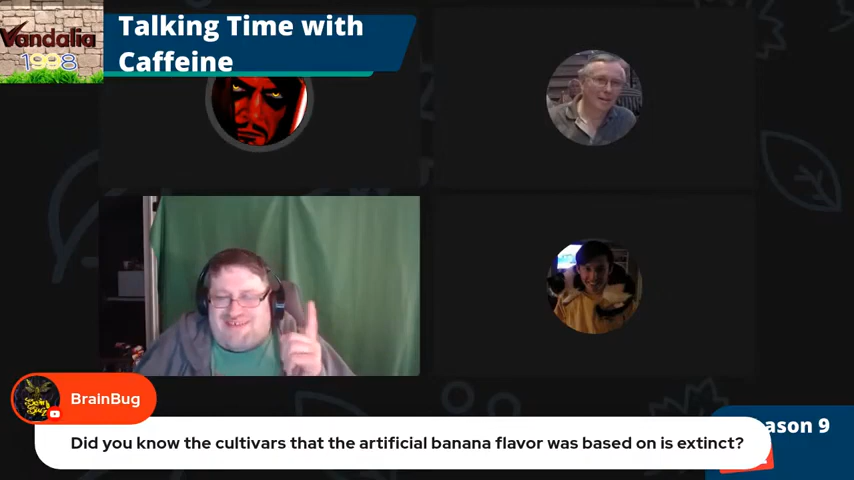 Vandalia
1998
Talking Time with
Caffeine
BrainBug
Did you know the cultivars that the artificial banana flavor was based on is extinct?
ason 9